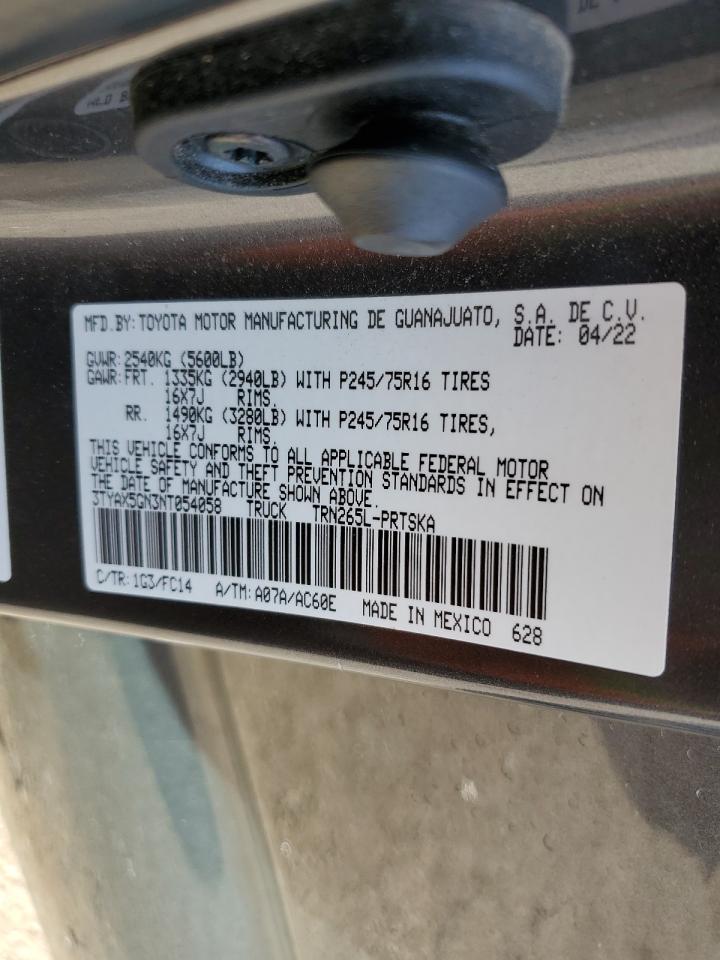 MFD.BY:TOYOTA MOTOR MANUFACTURING DE GUANAJUATO, S.A. DE C.V.
DATE: 04/22
GVWR:2540KG (5600LB)
GAWR:FRT. 1335KG (2940LB) WITH P245/75R16 TIRES
16X7J RIMS.
RR. 1490KG (3280LB) WITH P245/75R16 TIRES,
16X7J RIMS.
THIS VEHICLE CONFORMS TO ALL APPLICABLE FEDERAL MOTOR
VEHICLE SAFETY AND THEFT PREVENTION STANDARDS IN EFFECT ON
THE DATE OF MANUFACTURE SHOWN ABOVE.
3TYAX5GN3NT054058 TRUCK TRN265L-PRTSKA
C/TR:1G3/FC14 A/TM:A07A/AC60E MADE IN MEXICO 628